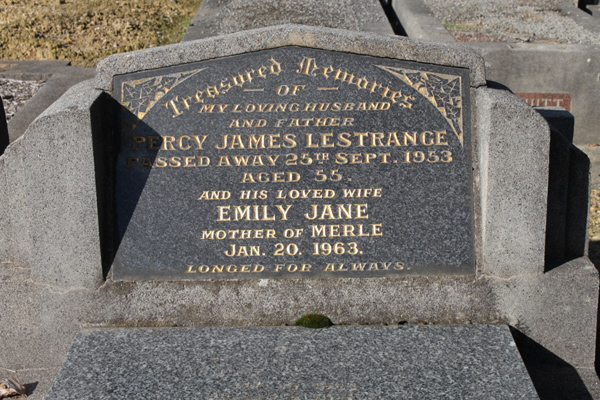 Treasured Memories
– OF –
MY LOVING HUSBAND
AND FATHER
PERCY JAMES LESTRANGE
PASSED AWAY 25TH SEPT. 1953
AGED 55.
AND HIS LOVED WIFE
EMILY JANE
MOTHER OF MERLE
JAN. 20. 1963.
LONGED FOR ALWAYS.